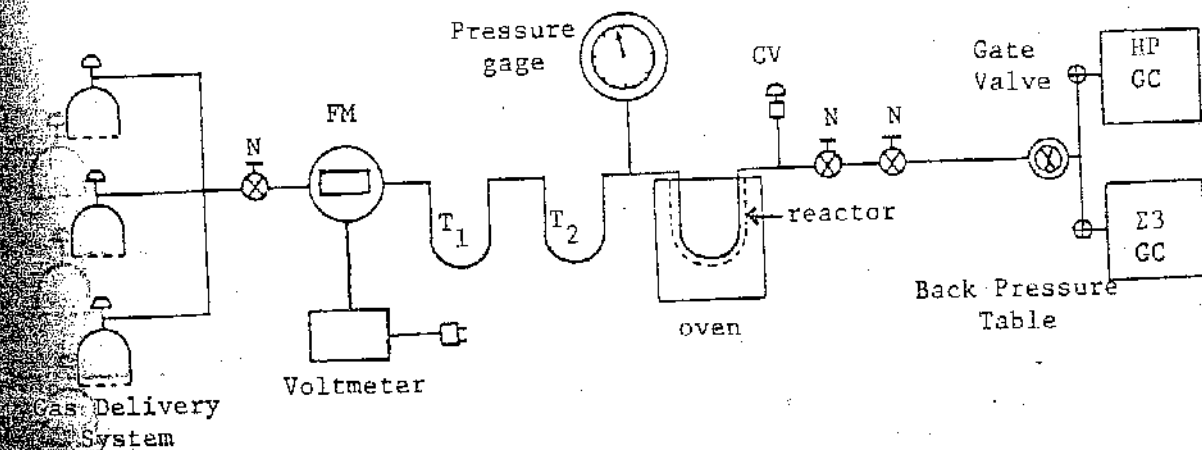 Pressure
gage
GV
Gate
Valve
HP
GC
FM
N
N
N
T1
T2
reactor
Σ3
GC
Back Pressure
Table
oven
Voltmeter
Gas Delivery
System